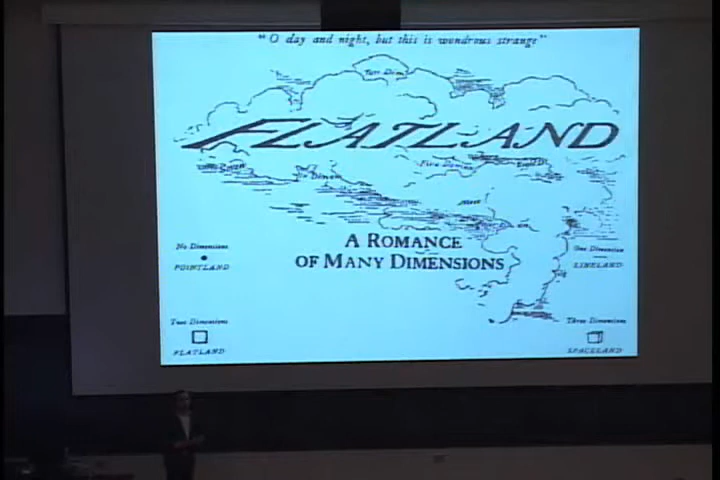 "O day and night, but this is wondrous strange"
FLATLAND
No Dimensions
POINTLAND
A ROMANCE
OF MANY DIMENSIONS
One Dimension
LINELAND
Two Dimensions
FLATLAND
Three Dimensions
SPACELAND